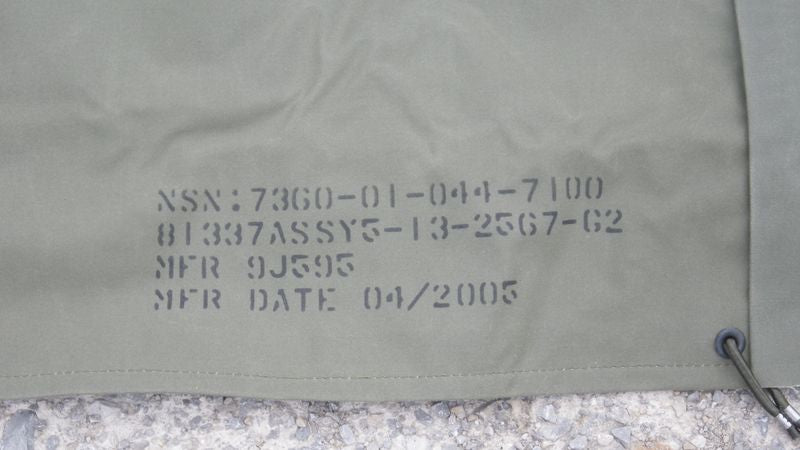 NSN:7360-01-044-7100
81337ASSY5-13-2567-G2
MFR 9J595
MFR DATE 04/2005